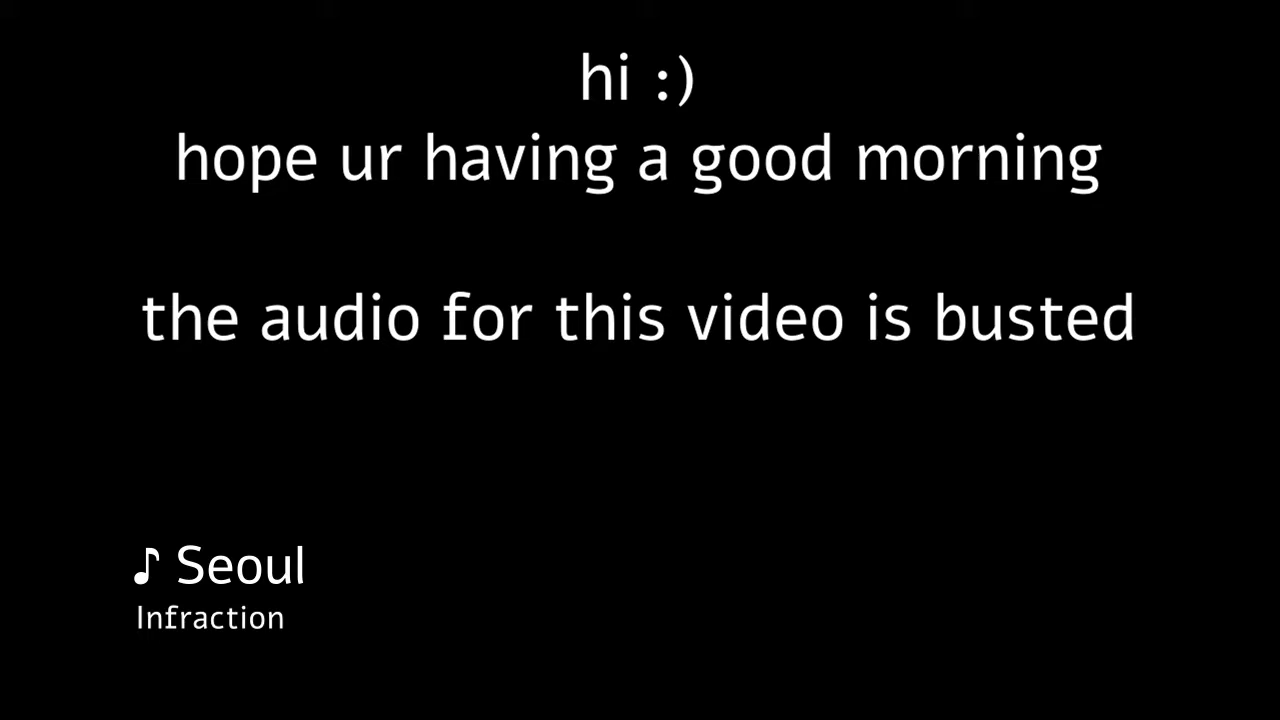 hi :)
hope ur having a good morning
the audio for this video is busted
♪ Seoul
Infraction